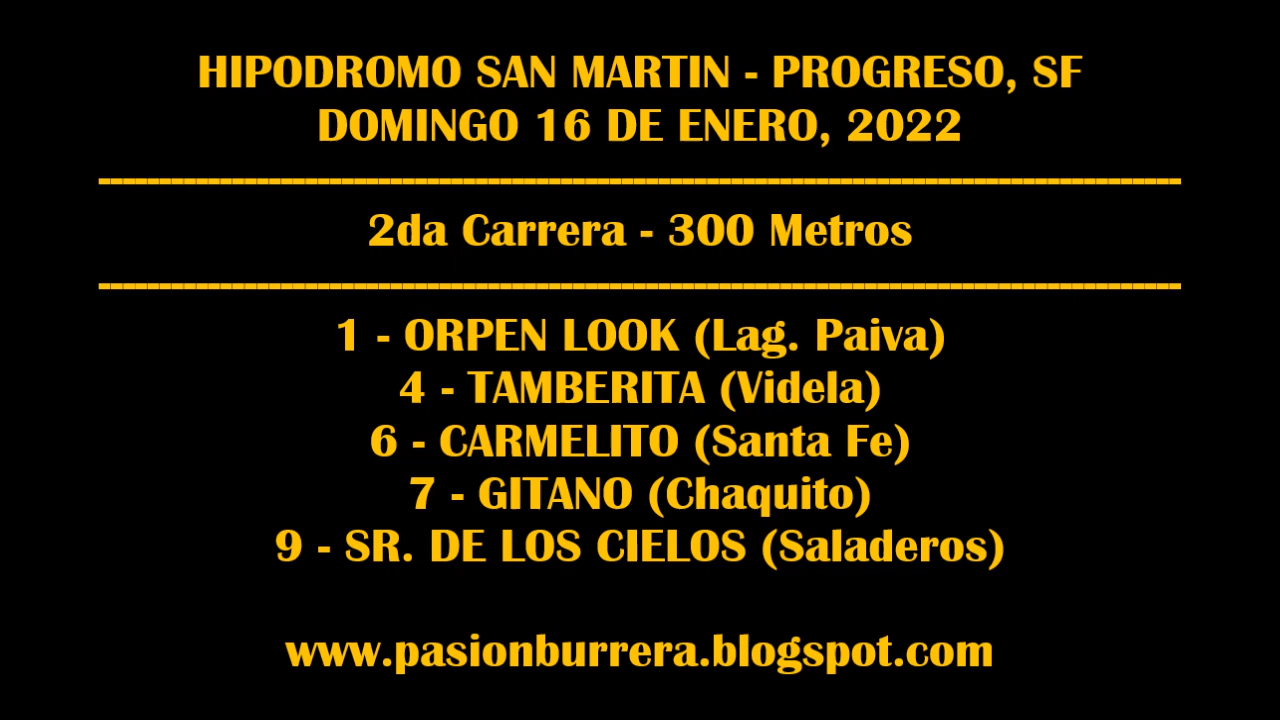 HIPODROMO SAN MARTIN - PROGRESO, SF
DOMINGO 16 DE ENERO, 2022
2da Carrera - 300 Metros
1 - ORPEN LOOK (Lag. Paiva)
4 - TAMBERITA (Videla)
6 - CARMELITO (Santa Fe)
7 - GITANO (Chaquito)
9 - SR. DE LOS CIELOS (Saladeros)
www.pasionburrera.blogspot.com